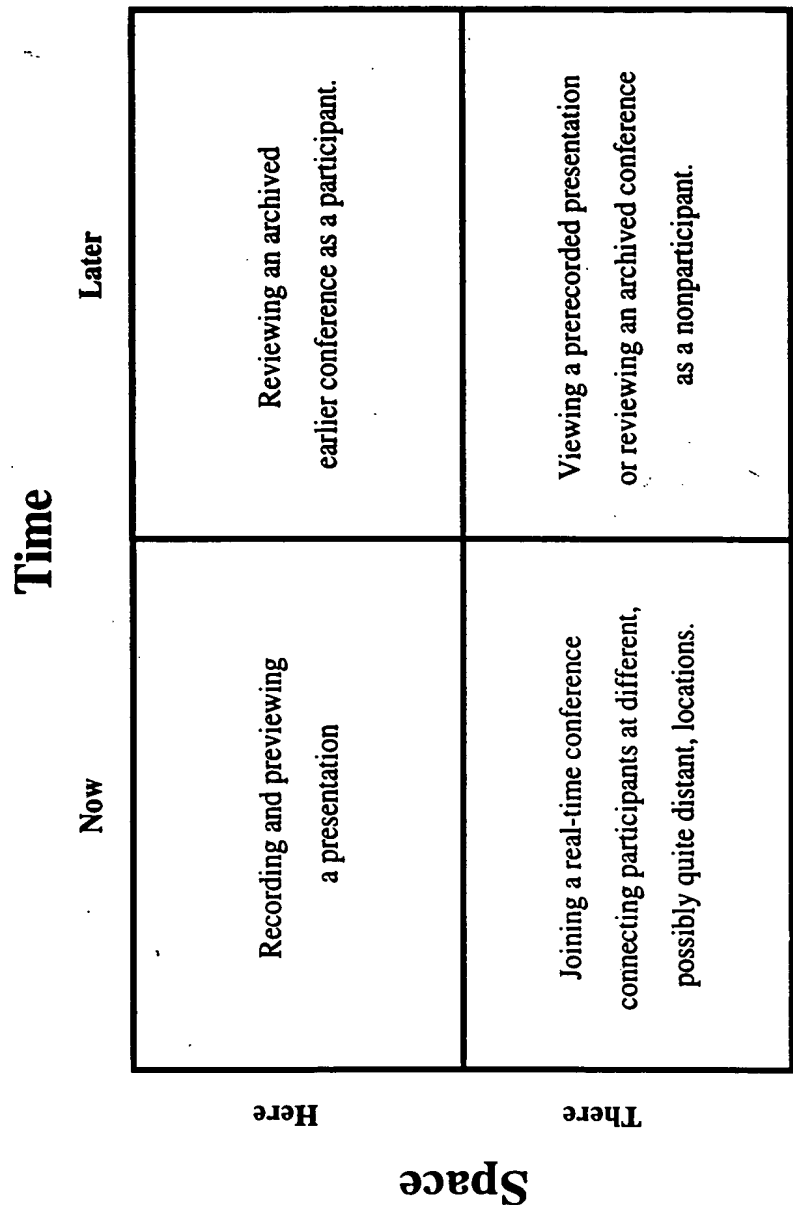 Time
Now
Later
Space
Here
Recording and previewing
a presentation
Reviewing an archived
earlier conference as a participant.
There
Joining a real-time conference
connecting participants at different,
possibly quite distant, locations.
Viewing a prerecorded presentation
or reviewing an archived conference
as a nonparticipant.